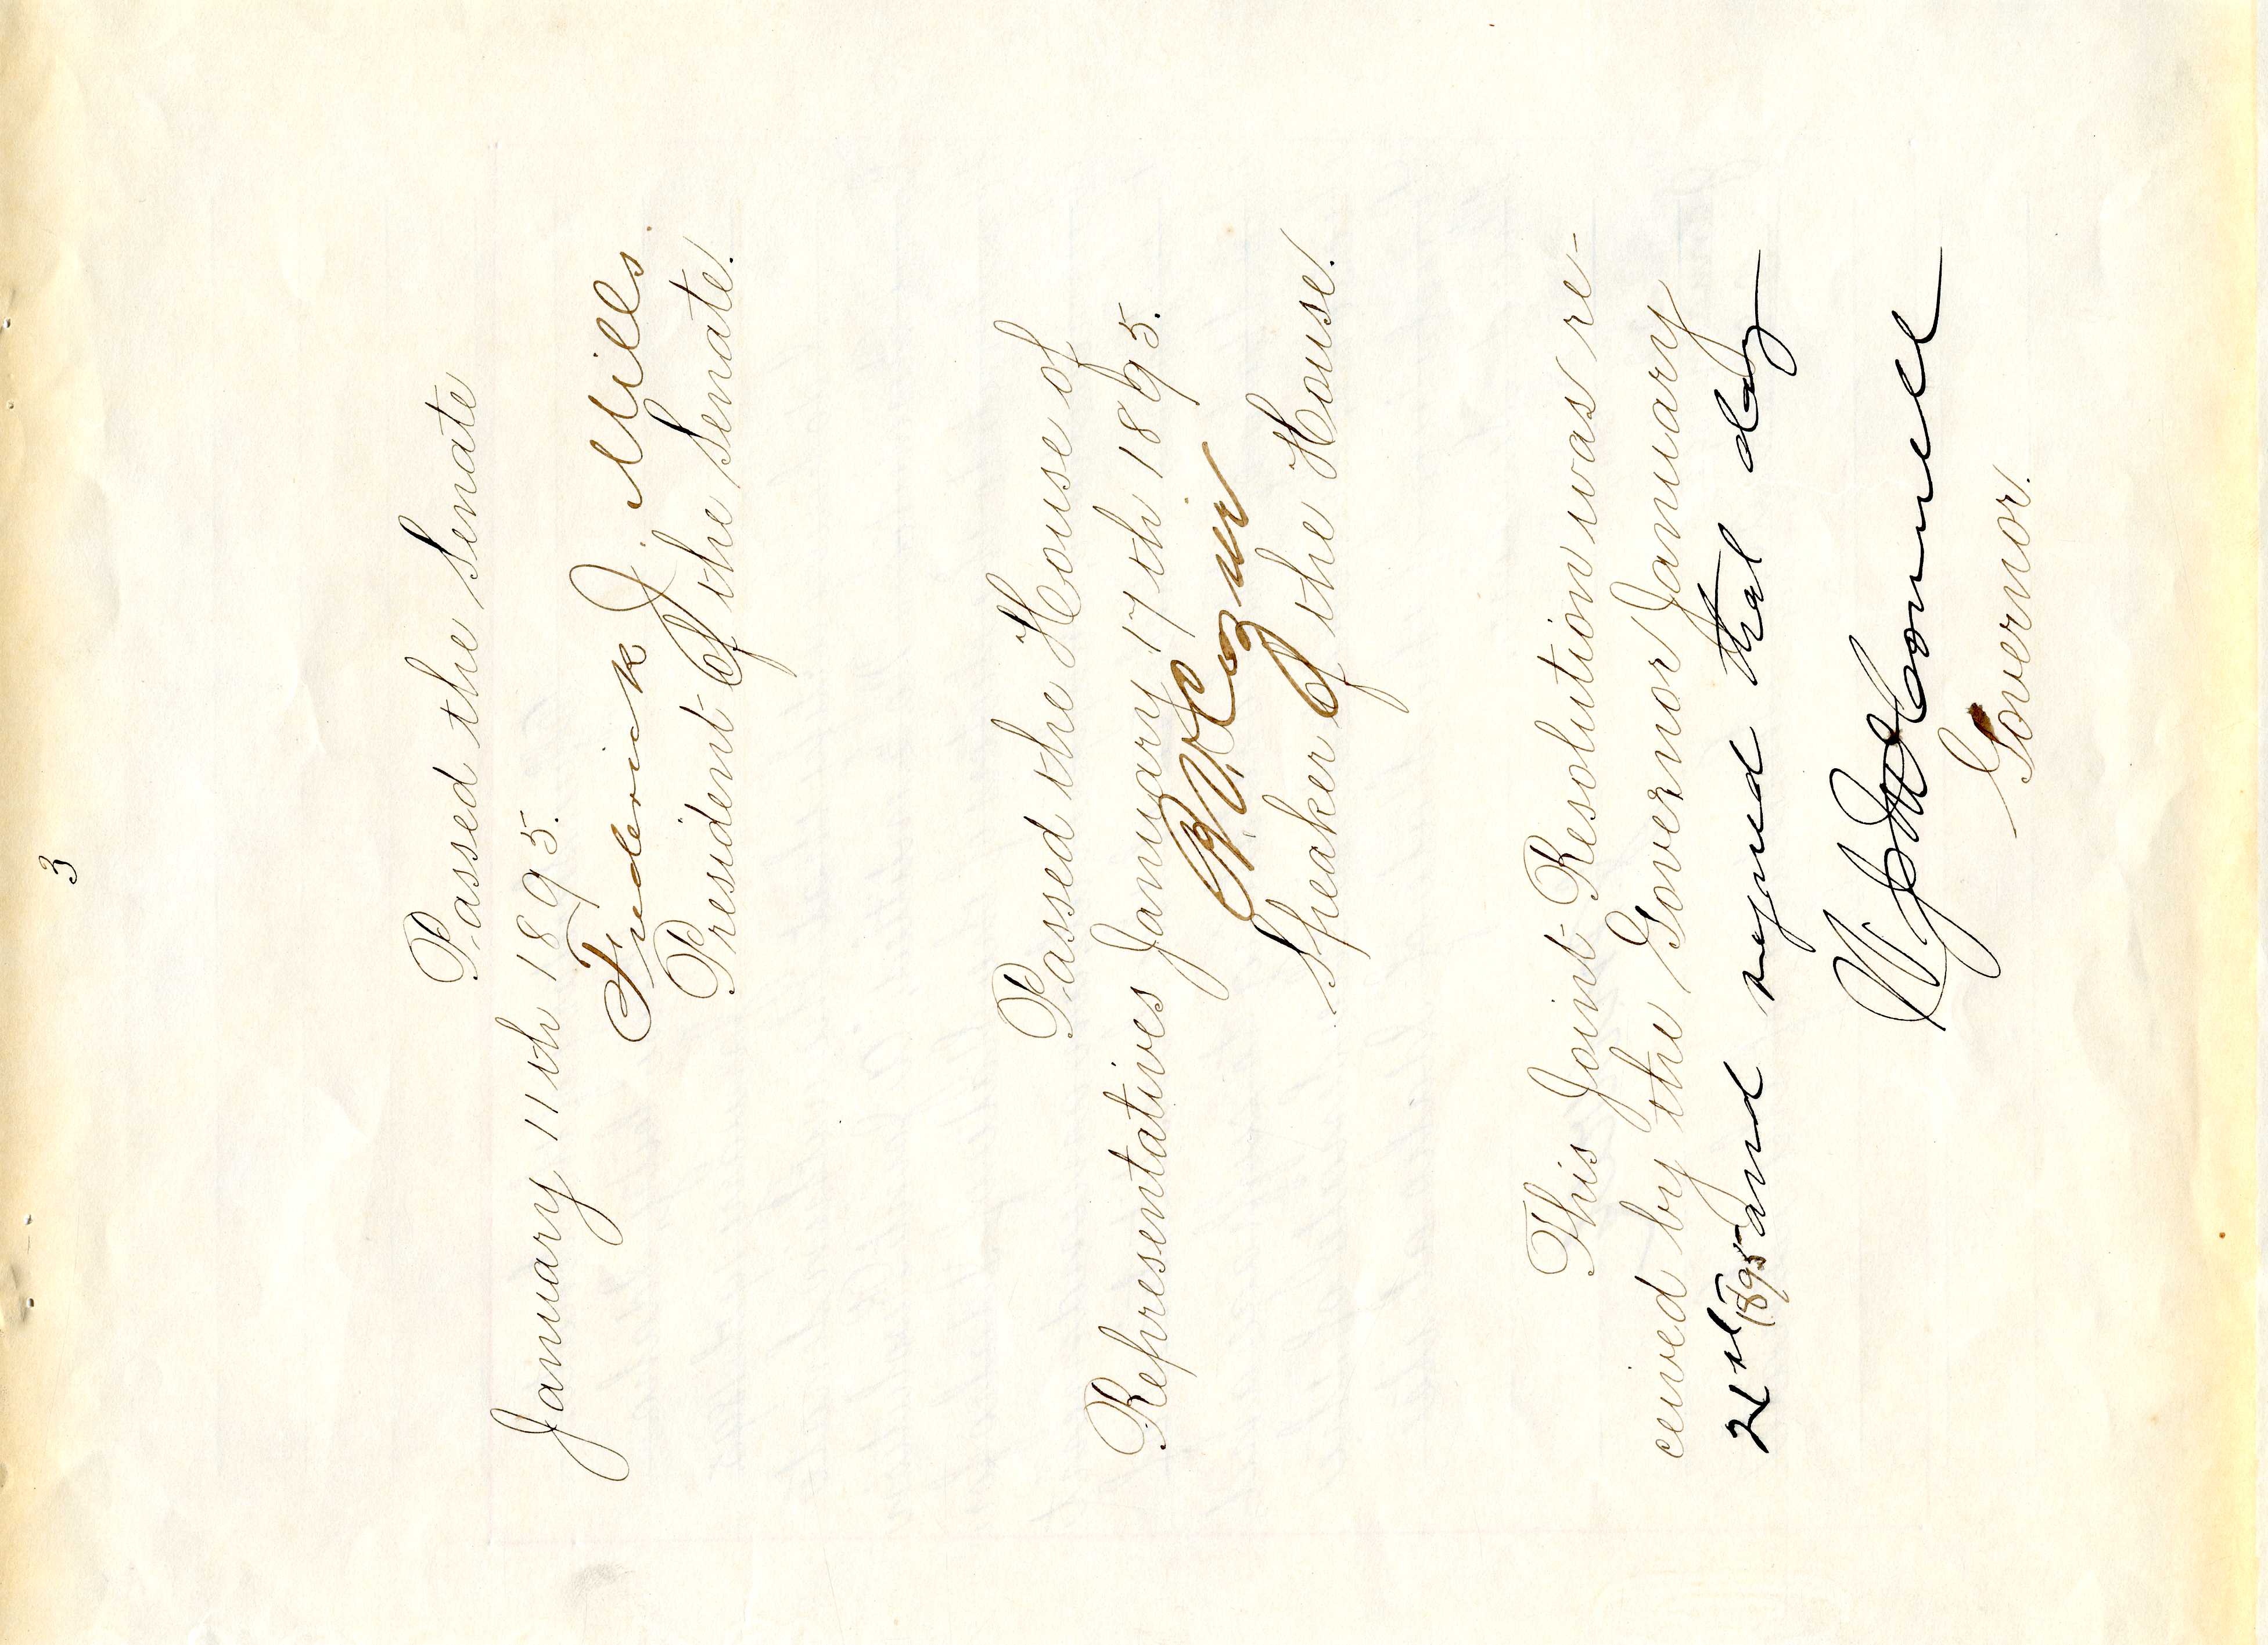 3
Passed the Senate
January 11th 1895.
Frederick J. Mills.
President of the Senate.
Passed the House of
Representatives January 17th 1895.
R.V. Cozier
Speaker of the House.
This Joint Resolution was re-
ceived by the Governor January
21st 1895 and signed that day
W J McConnell
Governor.